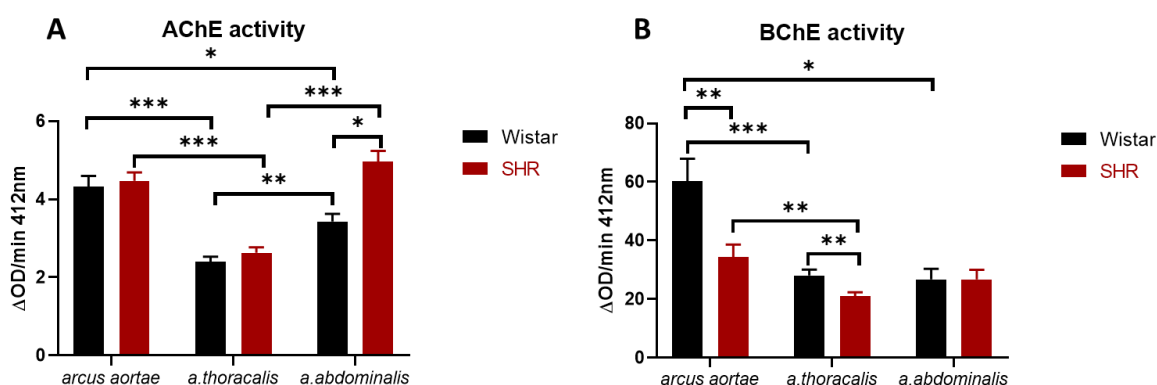 A
AChE activity
*
***
***
***
*
**
6
4
2
0
ΔOD/min 412nm
arcus aortae
a.thoracalis
a.abdominalis
Wistar
SHR
B
BChE activity
*
**
***
**
**
80
60
40
20
0
ΔOD/min 412nm
arcus aortae
a.thoracalis
a.abdominalis
Wistar
SHR